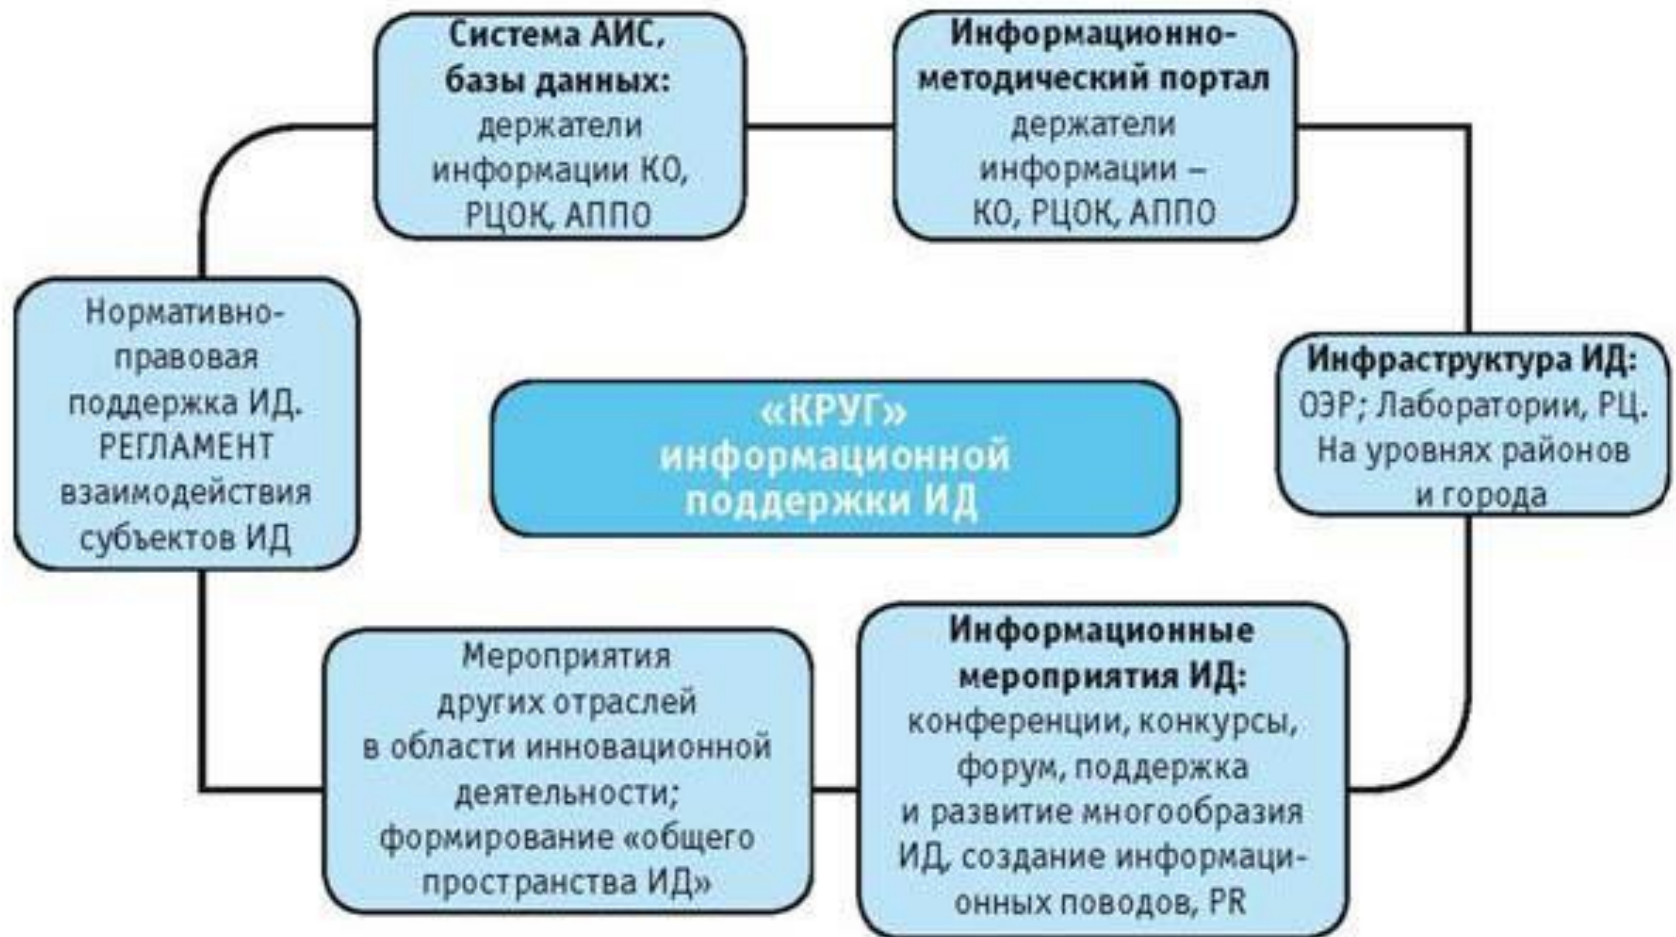 Система АИС,
базы данных:
держатели
информации КО,
РЦОК, АППО
Информационно-
методический портал
держатели
информации –
КО, РЦОК, АППО
Нормативно-
правовая
поддержка ИД.
РЕГЛАМЕНТ
взаимодействия
субъектов ИД
«КРУГ»
информационной
поддержки ИД
Инфраструктура ИД:
ОЭР; Лаборатории, РЦ.
На уровнях районов
и города
Мероприятия
других отраслей
в области инновационной
деятельности;
формирование «общего
пространства ИД»
Информационные
мероприятия ИД:
конференции, конкурсы,
форум, поддержка
и развитие многообразия
ИД, создание информаци-
онных поводов, PR